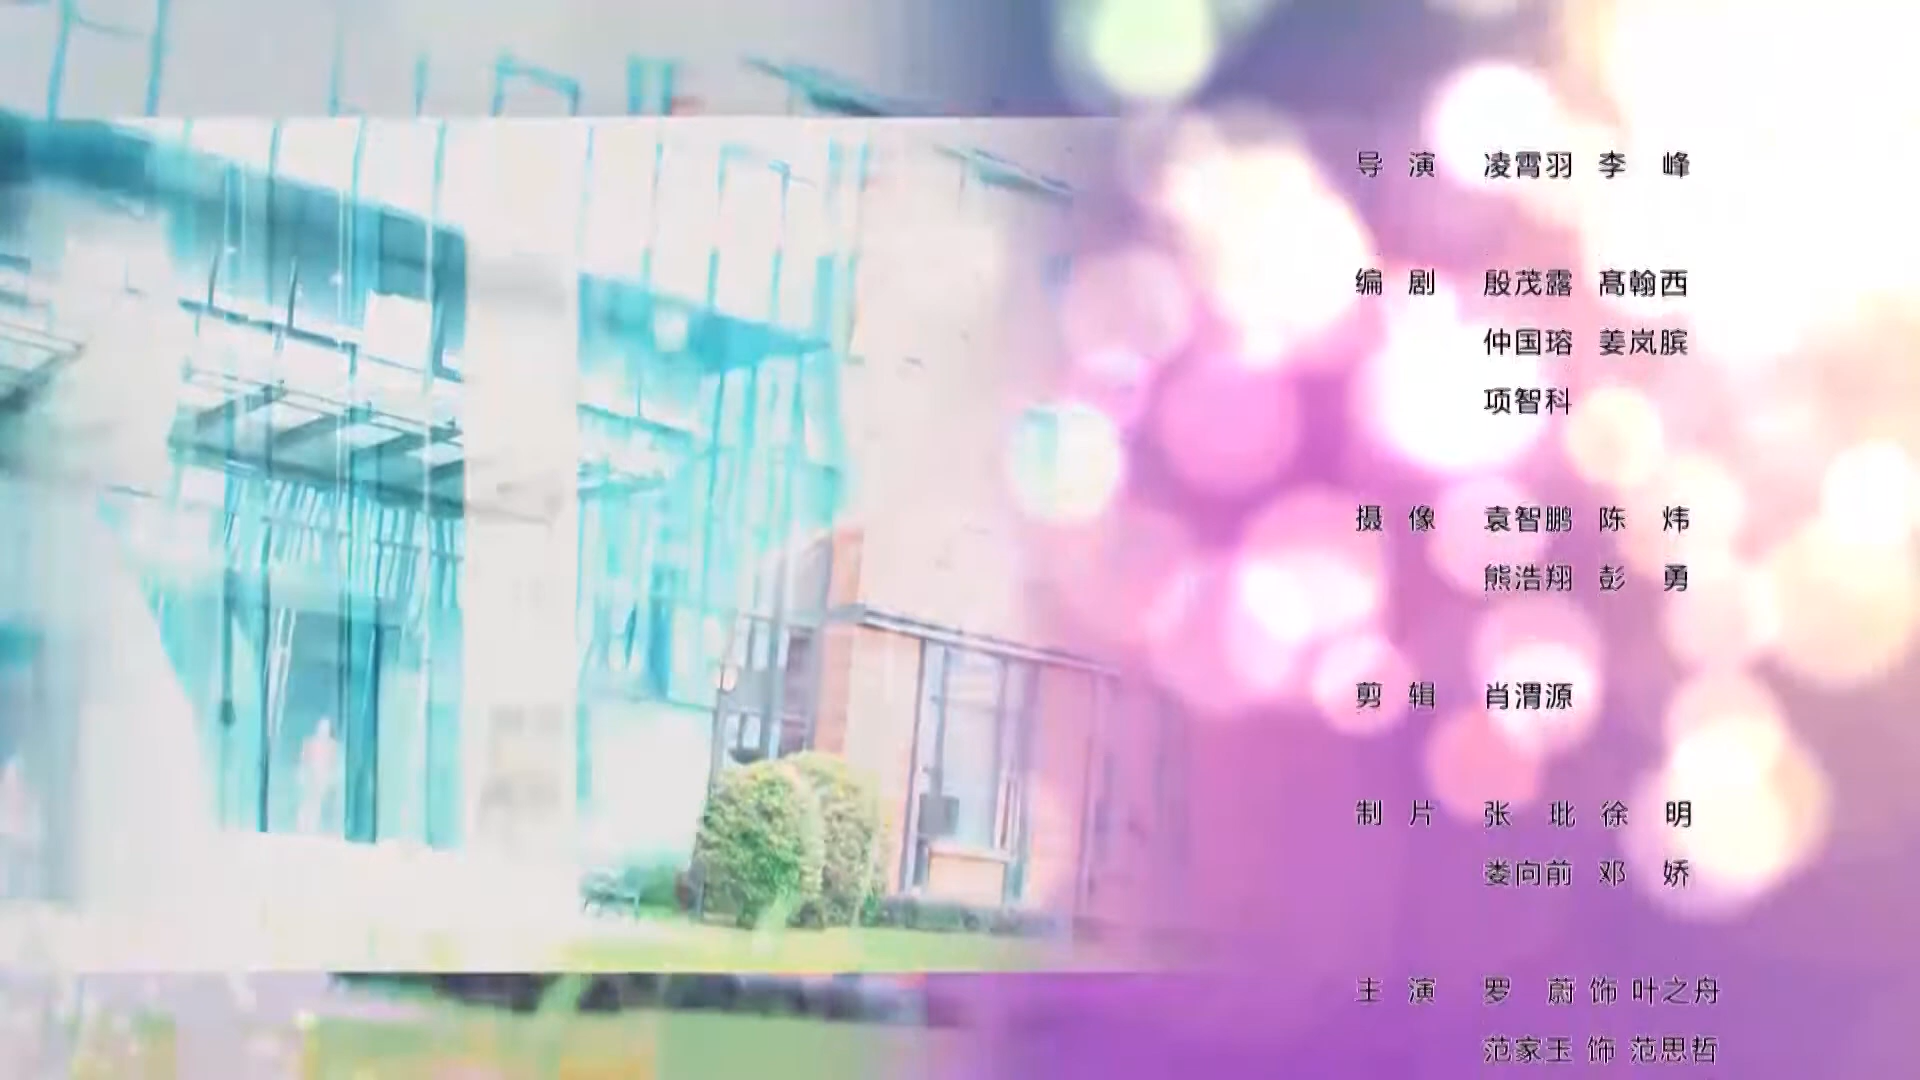 导 演 凌霄羽 李 峰
编 剧 殷茂露 高翰西
仲国瑢 姜岚膑
项智科
摄 像 袁智鹏 陈 炜
熊浩翔 彭 勇
剪 辑 肖渭源
制 片 张 玭 徐 明
娄向前 邓 娇
主 演 罗 蔚 饰 叶之舟
范家玉 饰 范思哲